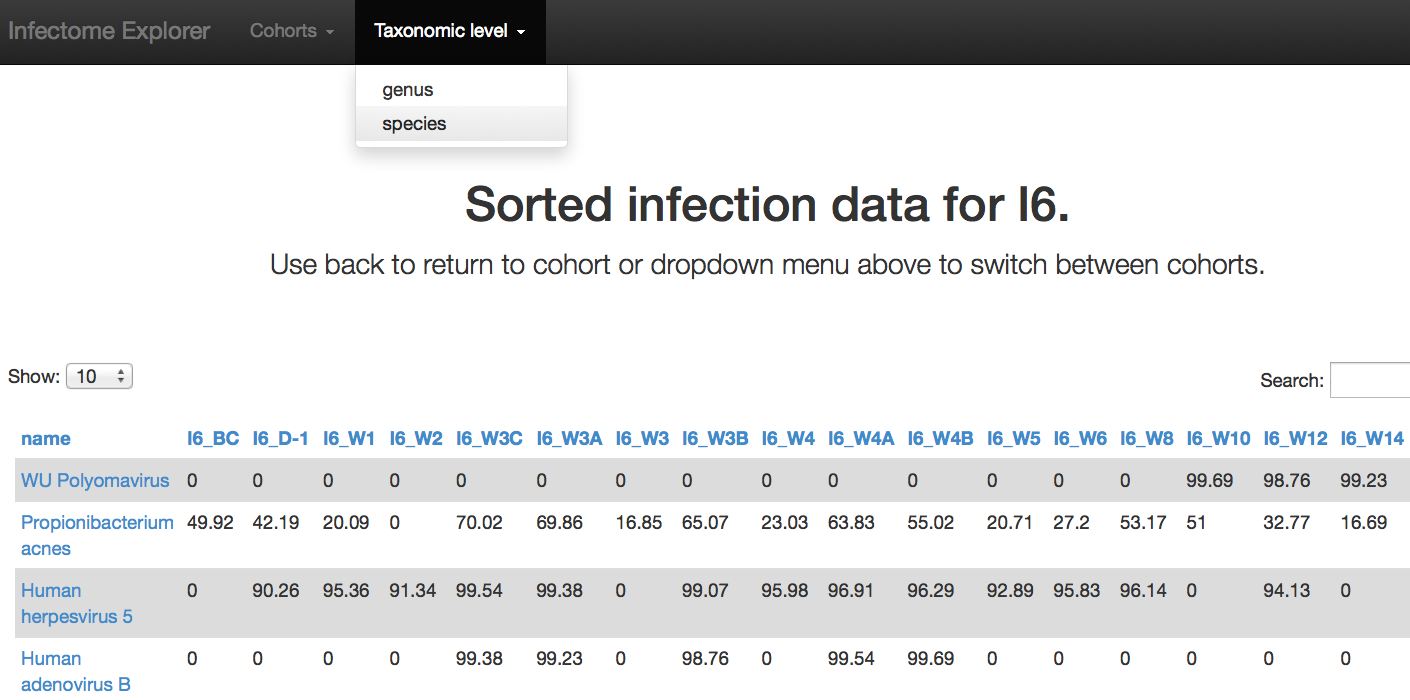 Infectome Explorer Cohorts Taxonomic level
genus
species
Sorted infection data for I6.
Use back to return to cohort or dropdown menu above to switch between cohorts.
Show: 10 Search:
name I6_BC I6_D-1 I6_W1 I6_W2 I6_W3C I6_W3A I6_W3 I6_W3B I6_W4 I6_W4A I6_W4B I6_W5 I6_W6 I6_W8 I6_W10 I6_W12 I6_W14
WU Polyomavirus 0 0 0 0 0 0 0 0 0 0 0 0 0 0 99.69 98.76 99.23
Propionibacterium 49.92 42.19 20.09 0 70.02 69.86 16.85 65.07 23.03 63.83 55.02 20.71 27.2 53.17 51 32.77 16.69
acnes
Human 0 90.26 95.36 91.34 99.54 99.38 0 99.07 95.98 96.91 96.29 92.89 95.83 96.14 0 94.13 0
herpesvirus 5
Human 0 0 0 0 99.38 99.23 0 98.76 0 99.54 99.69 0 0 0 0 0 0
adenovirus B